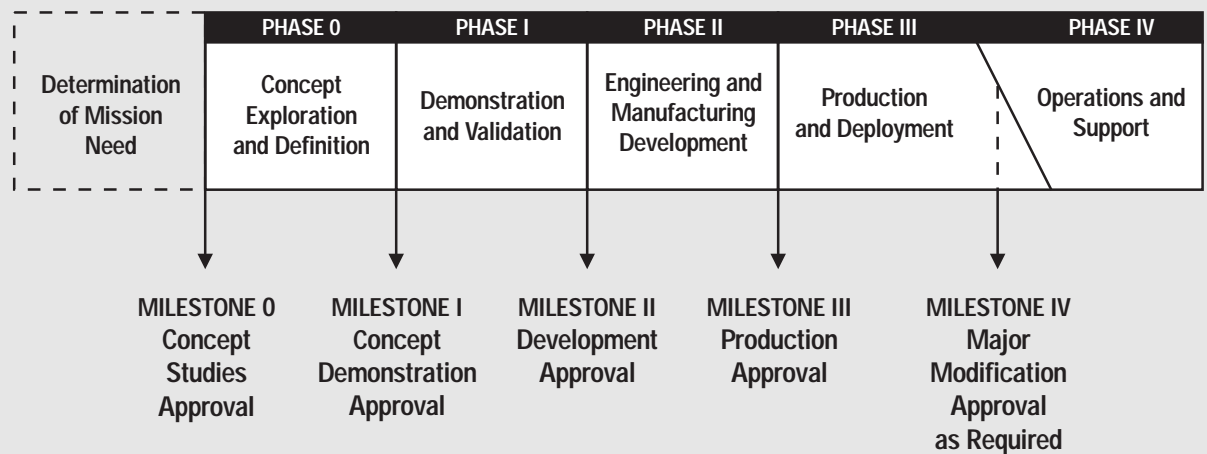 PHASE 0
PHASE I
PHASE II
PHASE III
PHASE IV
Determination
of Mission
Need
Concept
Exploration
and Definition
Demonstration
and Validation
Engineering and
Manufacturing
Development
Production
and Deployment
Operations and
Support
MILESTONE 0
Concept
Studies
Approval
MILESTONE I
Concept
Demonstration
Approval
MILESTONE II
Development
Approval
MILESTONE III
Production
Approval
MILESTONE IV
Major
Modification
Approval
as Required